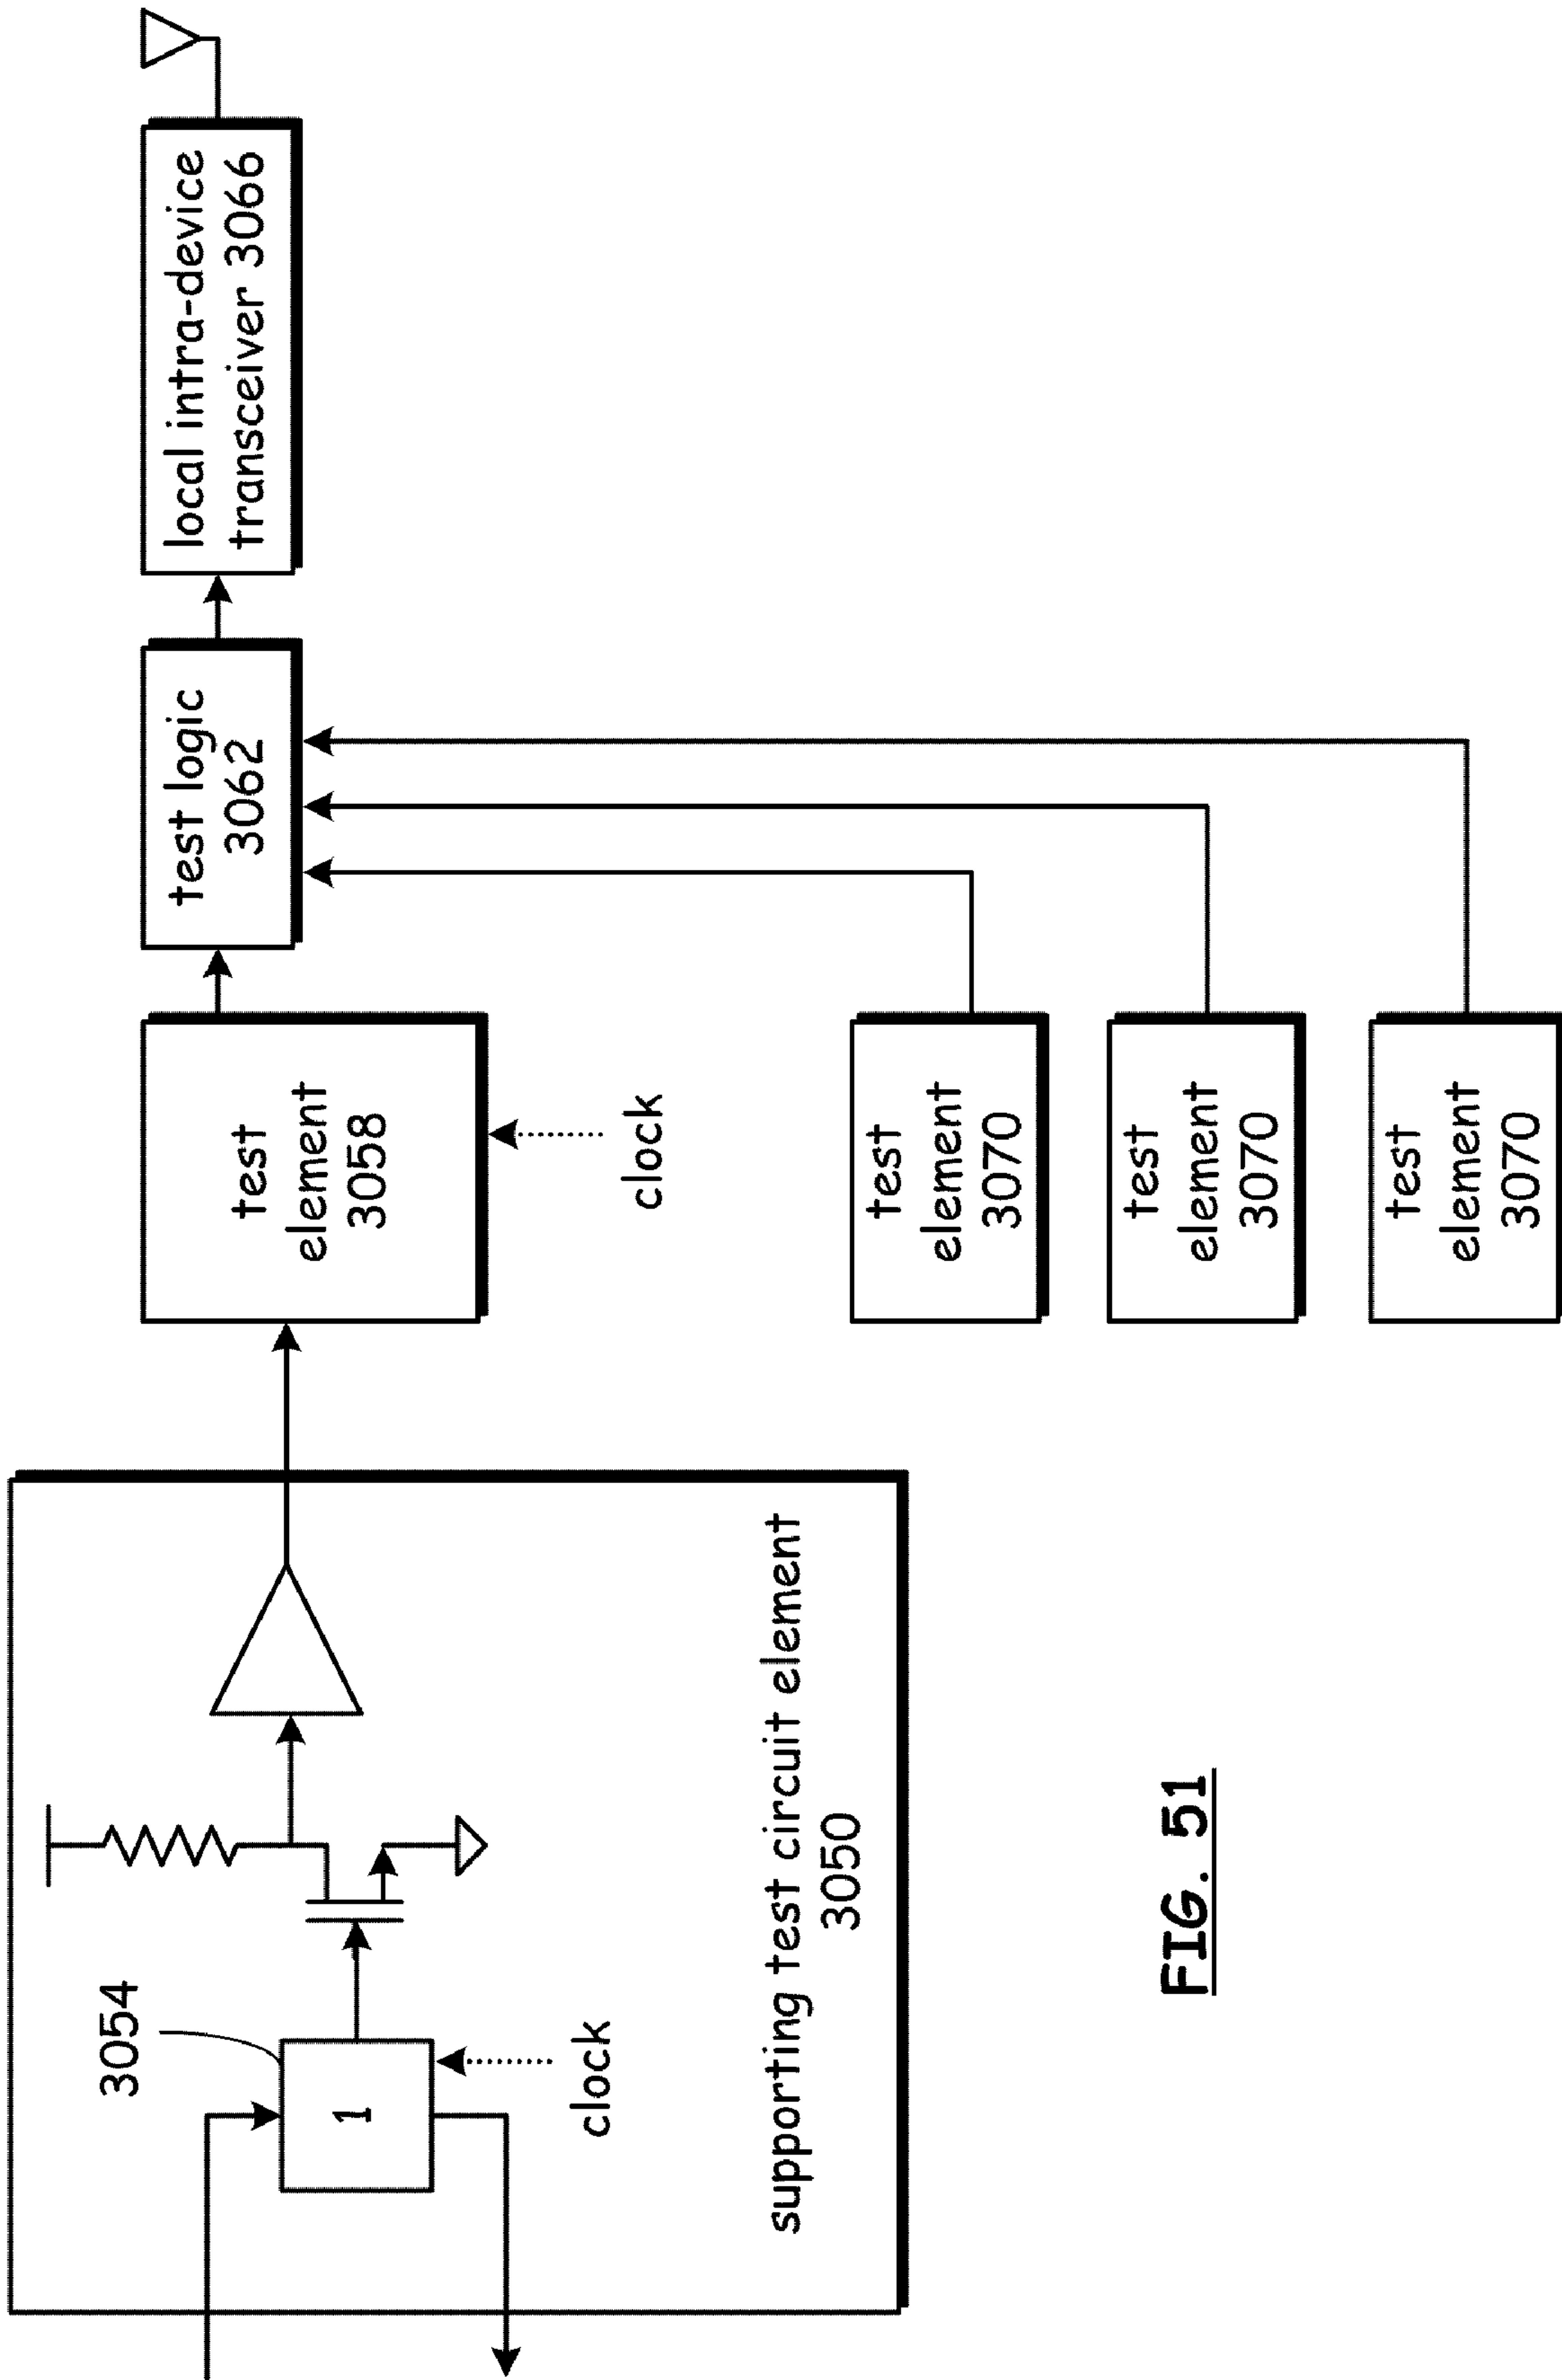 3054
1
clock
supporting test circuit element
3050
test
element
3058
clock
test logic
3062
local intra-device
transceiver 3066
test
element
3070
test
element
3070
test
element
3070
FIG. 51